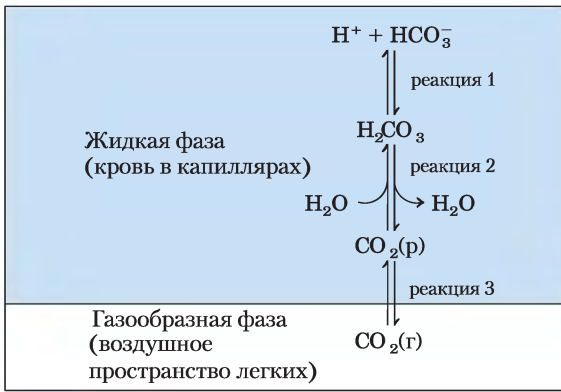 H⁺ + HCO₃⁻
реакция 1
H₂CO₃
Жидкая фаза
(кровь в капиллярах)
реакция 2
H₂O
H₂O
CO₂(р)
реакция 3
Газообразная фаза
(воздушное
пространство легких)
CO₂(г)